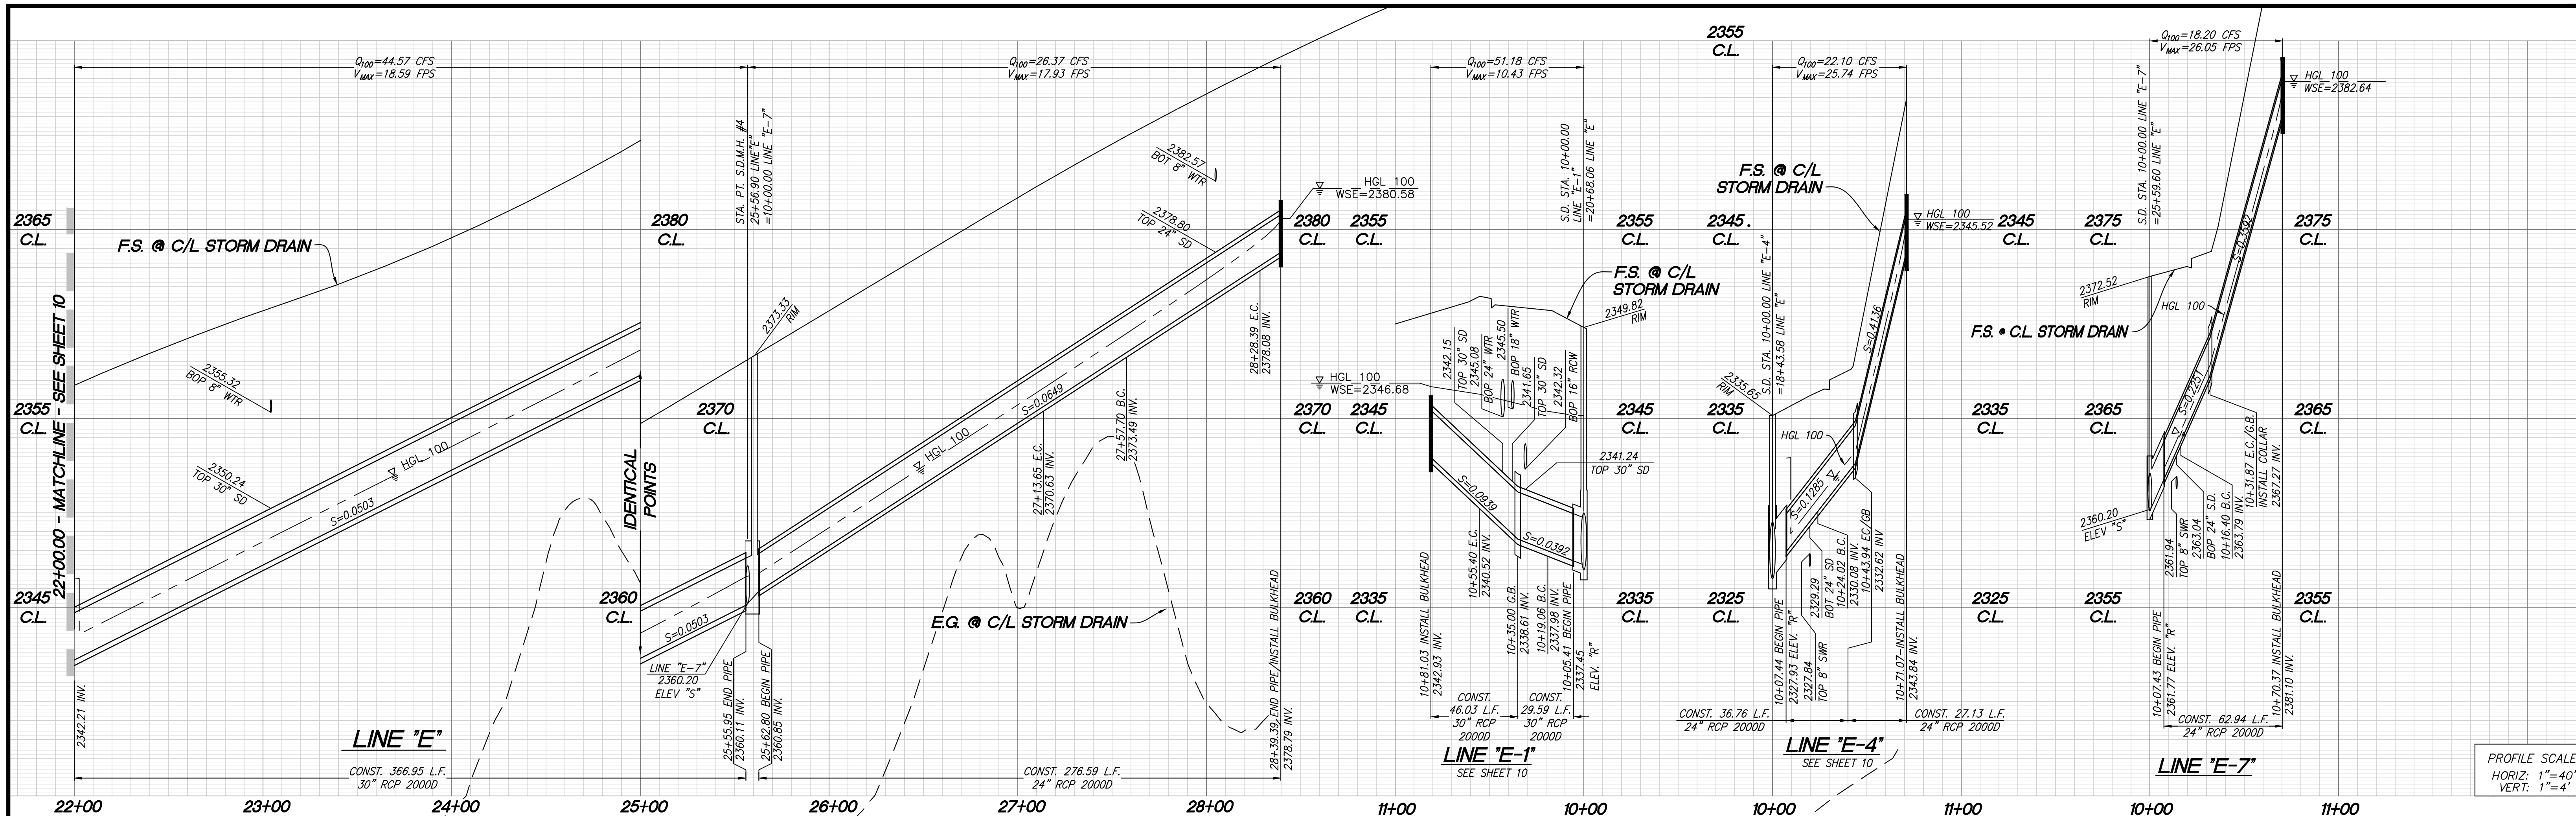 Q100=44.57 CFS
VMAX=18.59 FPS
Q100=26.37 CFS
VMAX=17.93 FPS
2365
C.L.
2355
C.L.
2345
C.L.
22+00.00 - MATCHLINE - SEE SHEET 10
F.S. @ C/L STORM DRAIN
2355.32
BOP 8" WTR
2350.24
TOP 30" SD
HGL 100
S=0.0503
2342.21 INV.
LINE "E"
CONST. 366.95 L.F.
30" RCP 2000D
2380
C.L.
2370
C.L.
2360
C.L.
IDENTICAL
POINTS
S=0.0503
STA. PT. S.D.M.H. #4
25+56.90 LINE"E"
=10+00.00 LINE "E-7"
2373.33
RIM
LINE "E-7"
2360.20
ELEV "S"
25+55.95 END PIPE
2360.11 INV.
25+62.80 BEGIN PIPE
2360.85 INV.
HGL 100
S=0.0649
27+13.65 E.C.
2370.63 INV.
27+57.70 B.C.
2373.49 INV.
2382.57
BOT 8" WTR
2378.80
TOP 24" SD
28+28.39 E.C.
2378.08 INV.
E.G. @ C/L STORM DRAIN
28+39.39 END PIPE/INSTALL BULKHEAD
2378.79 INV.
CONST. 276.59 L.F.
24" RCP 2000D
HGL 100
WSE=2380.58
2380
C.L.
2370
C.L.
2360
C.L.
22+00
23+00
24+00
25+00
26+00
27+00
28+00
Q100=51.18 CFS
VMAX=10.43 FPS
2355
C.L.
2345
C.L.
2335
C.L.
HGL 100
WSE=2346.68
S.D. STA. 10+00.00
LINE "E-1"
=20+68.06 LINE "E"
F.S. @ C/L
STORM DRAIN
2349.82
RIM
2342.15
TOP 30" SD
2345.08
BOP 24" WTR
2345.50
BOP 18" WTR
2341.65
TOP 30" SD
2342.32
BOP 16" RCW
2341.24
TOP 30" SD
S=0.0939
S=0.0392
10+81.03 INSTALL BULKHEAD
2342.93 INV.
10+55.40 E.C.
2340.52 INV.
10+35.00 G.B.
2338.61 INV.
10+19.06 B.C.
2337.98 INV.
10+05.41 BEGIN PIPE
2337.45
ELEV. "R"
CONST.
46.03 L.F.
30" RCP
2000D
CONST.
29.59 L.F.
30" RCP
2000D
LINE "E-1"
SEE SHEET 10
2355
C.L.
2345
C.L.
2335
C.L.
11+00
10+00
2355
C.L.
Q100=22.10 CFS
VMAX=25.74 FPS
2345
C.L.
2335
C.L.
2325
C.L.
F.S. @ C/L
STORM DRAIN
S.D. STA. 10+00.00 LINE "E-4"
=18+43.58 LINE "E"
2335.65
RIM
HGL 100
S=0.1285
S=0.4136
HGL 100
WSE=2345.52
10+07.44 BEGIN PIPE
2327.93 ELEV. "R"
2327.84
TOP 8" SWR
2329.29
BOT 24" SD
10+24.02 B.C.
2330.08 INV.
10+43.94 EC/GB
2332.62 INV
10+71.07-INSTALL BULKHEAD
2343.84 INV.
CONST. 36.76 L.F.
24" RCP 2000D
CONST. 27.13 L.F.
24" RCP 2000D
LINE "E-4"
SEE SHEET 10
2345
C.L.
2335
C.L.
2325
C.L.
10+00
11+00
Q100=18.20 CFS
VMAX=26.05 FPS
2375
C.L.
2365
C.L.
2355
C.L.
S.D. STA. 10+00.00 LINE "E-7"
=25+59.60 LINE "E"
2372.52
RIM
F.S. @ C.L. STORM DRAIN
HGL 100
S=0.2251
S=0.3592
HGL 100
WSE=2382.64
2360.20
ELEV "S"
10+07.43 BEGIN PIPE
2361.77 ELEV. "R"
2361.94
TOP 8" SWR
2363.04
BOP 24" S.D.
10+16.40 B.C.
2363.79 INV.
10+31.87 E.C./G.B.
INSTALL COLLAR
2367.27 INV.
10+70.37 INSTALL BULKHEAD
2381.10 INV.
CONST. 62.94 L.F.
24" RCP 2000D
LINE "E-7"
2375
C.L.
2365
C.L.
2355
C.L.
10+00
11+00
PROFILE SCALE
HORIZ: 1"=40'
VERT: 1"=4'